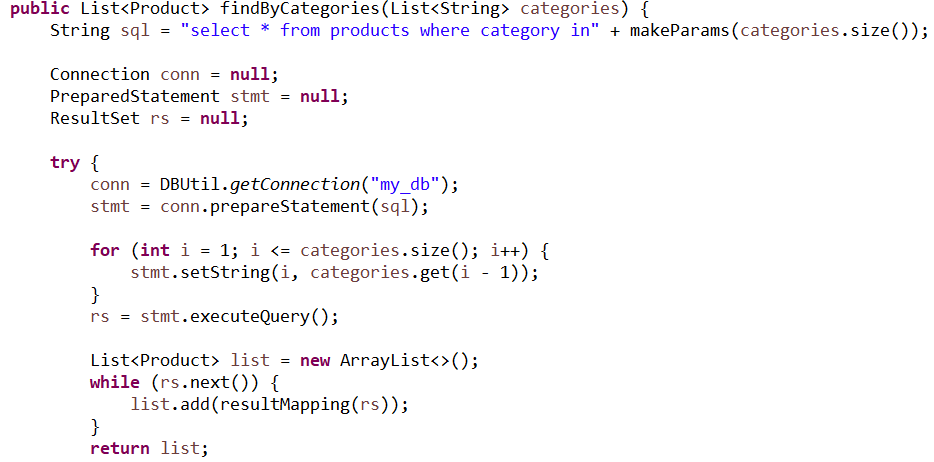 public List<Product> findByCategories(List<String> categories) {
    String sql = "select * from products where category in" + makeParams(categories.size());
    Connection conn = null;
    PreparedStatement stmt = null;
    ResultSet rs = null;
    try {
        conn = DBUtil.getConnection("my_db");
        stmt = conn.prepareStatement(sql);
        for (int i = 1; i <= categories.size(); i++) {
            stmt.setString(i, categories.get(i - 1));
        }
        rs = stmt.executeQuery();
        List<Product> list = new ArrayList<>();
        while (rs.next()) {
            list.add(resultMapping(rs));
        }
        return list;